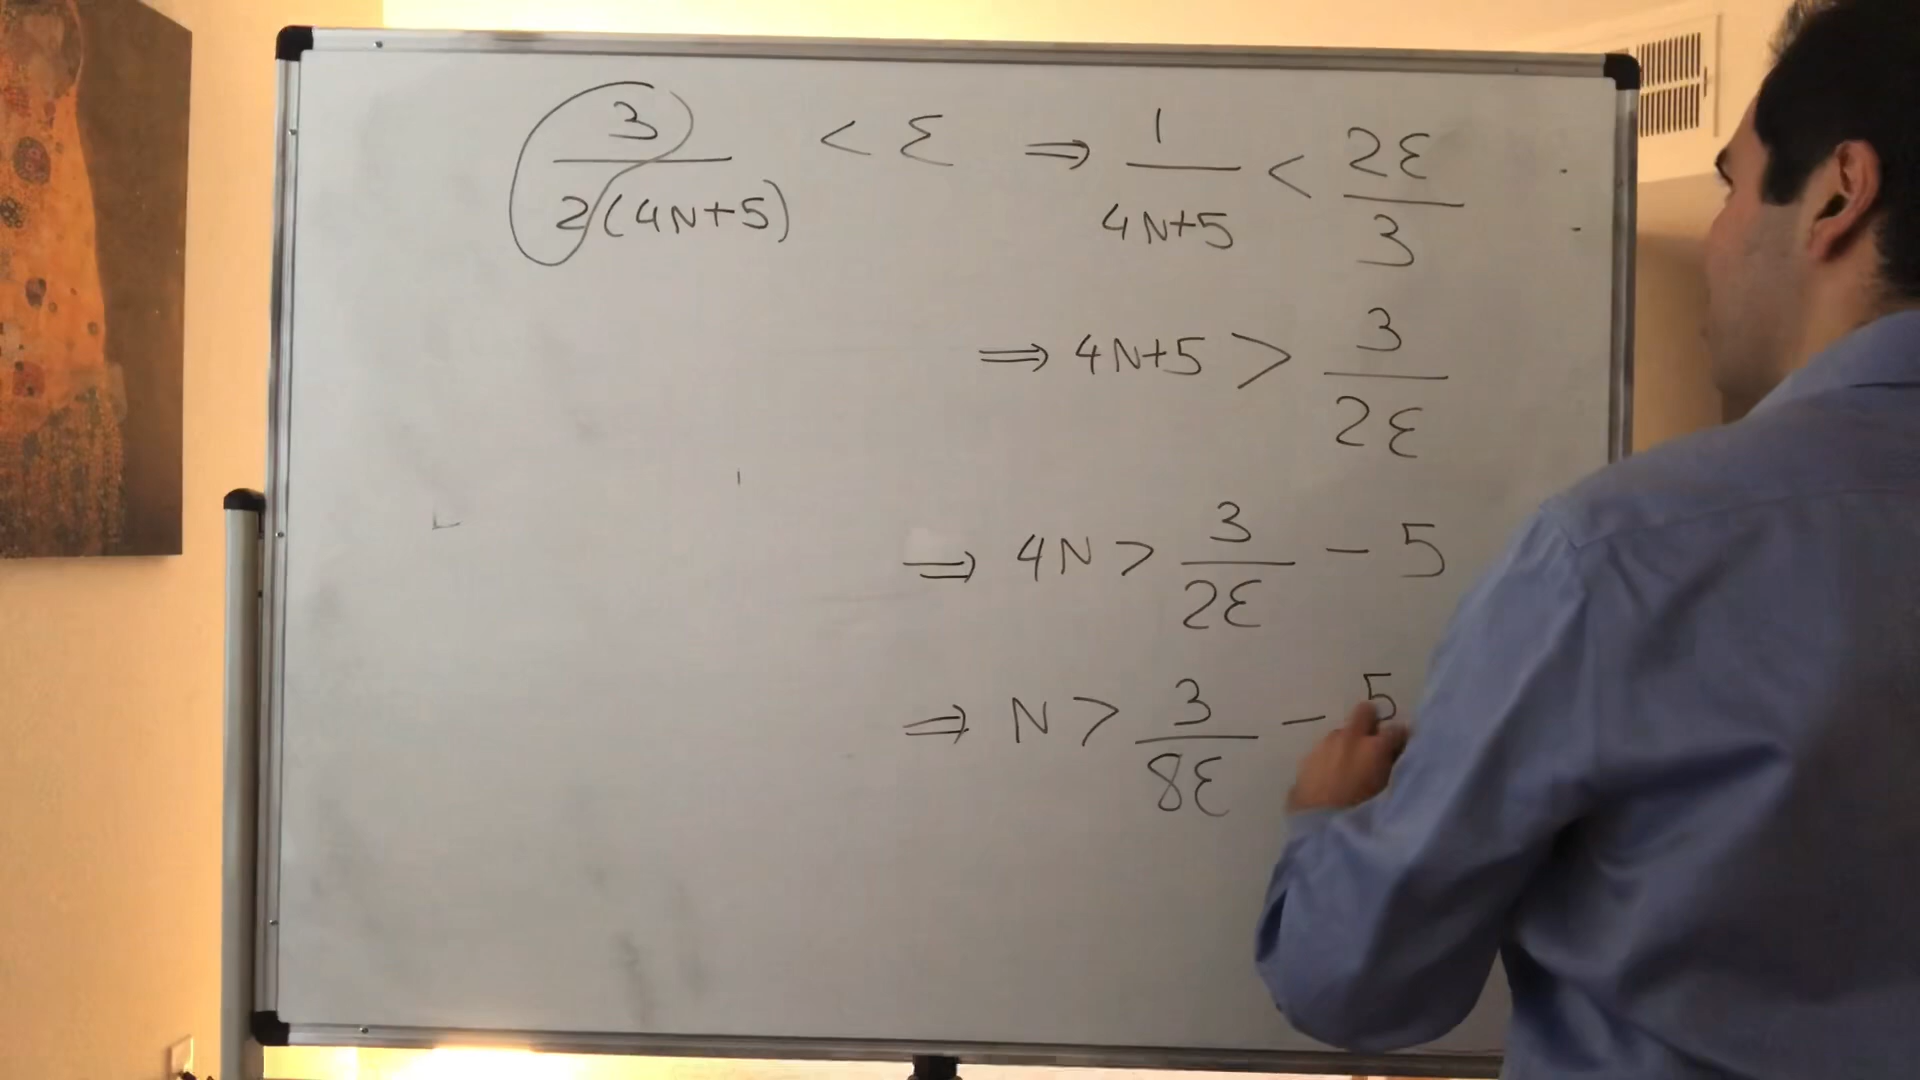 3/(2(4N+5)) < ε ⇒ 1/(4N+5) < 2ε/3
⇒ 4N+5 > 3/(2ε)
⇒ 4N > 3/(2ε) - 5
⇒ N > 3/(8ε) - 5